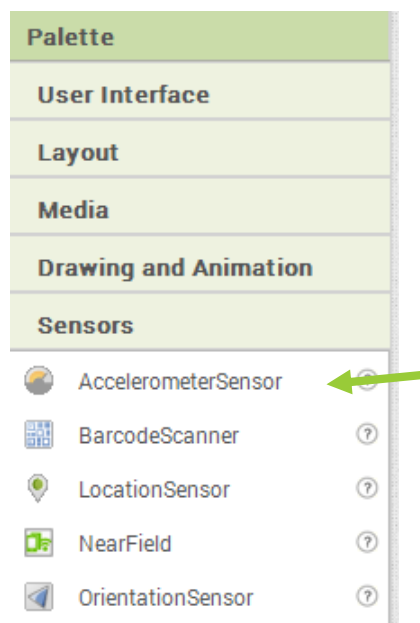 Palette
User Interface
Layout
Media
Drawing and Animation
Sensors
AccelerometerSensor ?
BarcodeScanner ?
LocationSensor ?
NearField ?
OrientationSensor ?